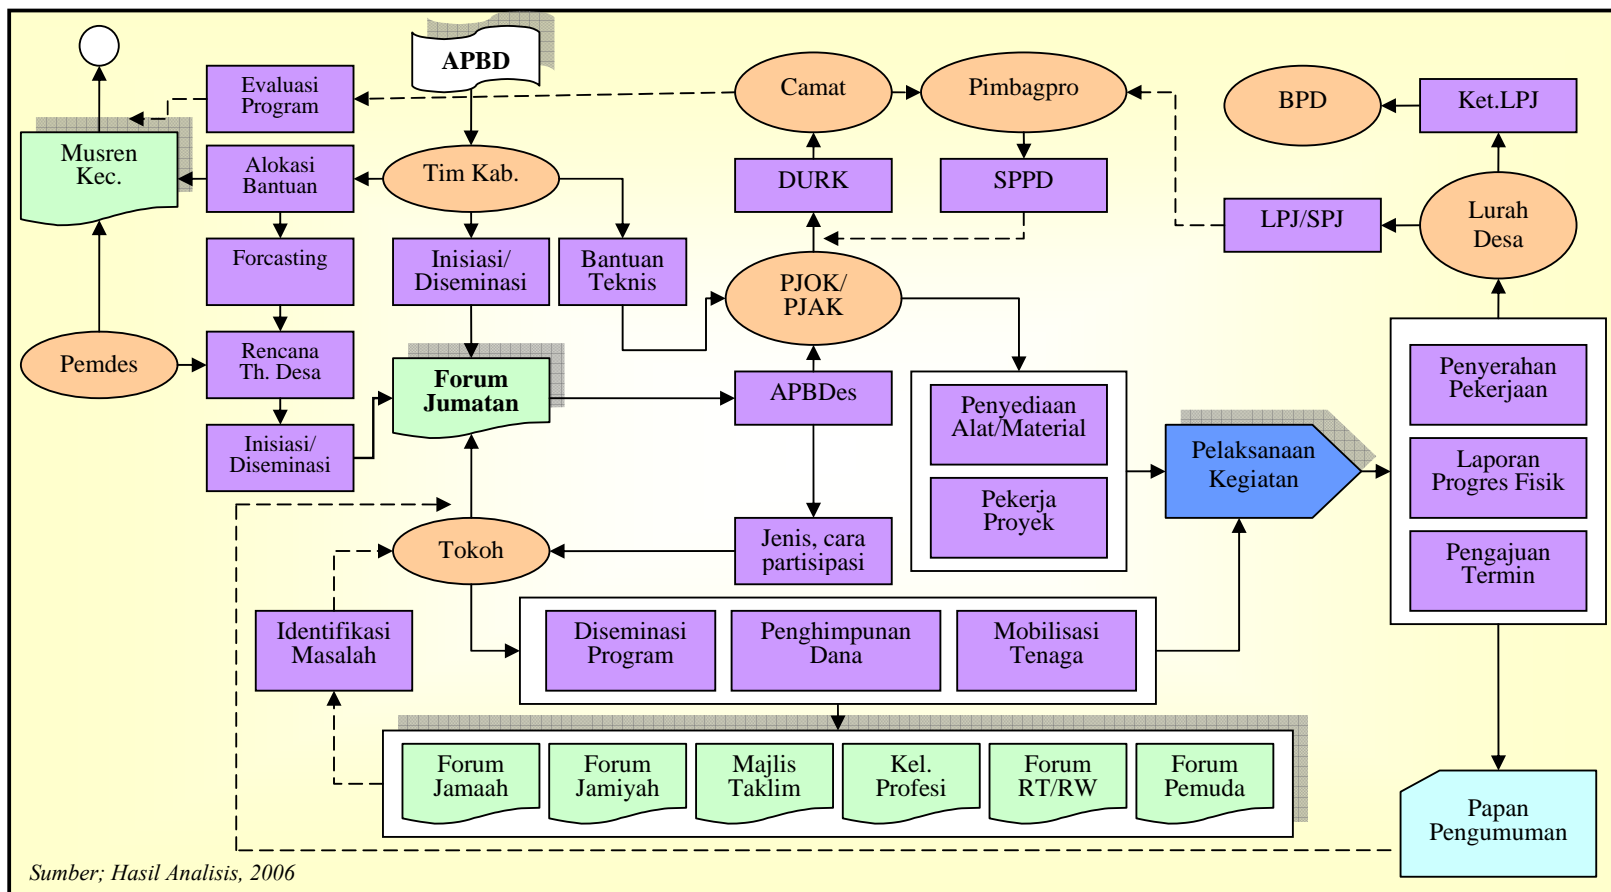 APBD
Evaluasi
Program
Camat
Pimbagpro
BPD
Ket.LPJ
Musren
Kec.
Alokasi
Bantuan
Tim Kab.
DURK
SPPD
LPJ/SPJ
Lurah
Desa
Forcasting
Inisiasi/
Diseminasi
Bantuan
Teknis
PJOK/
PJAK
Pemdes
Rencana
Th. Desa
Forum
Jumatan
APBDes
Penyediaan
Alat/Material
Penyerahan
Pekerjaan
Inisiasi/
Diseminasi
Pelaksanaan
Kegiatan
Laporan
Progres Fisik
Pekerja
Proyek
Tokoh
Jenis, cara
partisipasi
Pengajuan
Termin
Identifikasi
Masalah
Diseminasi
Program
Penghimpunan
Dana
Mobilisasi
Tenaga
Forum
Jamaah
Forum
Jamiyah
Majlis
Taklim
Kel.
Profesi
Forum
RT/RW
Forum
Pemuda
Papan
Pengumuman
Sumber; Hasil Analisis, 2006